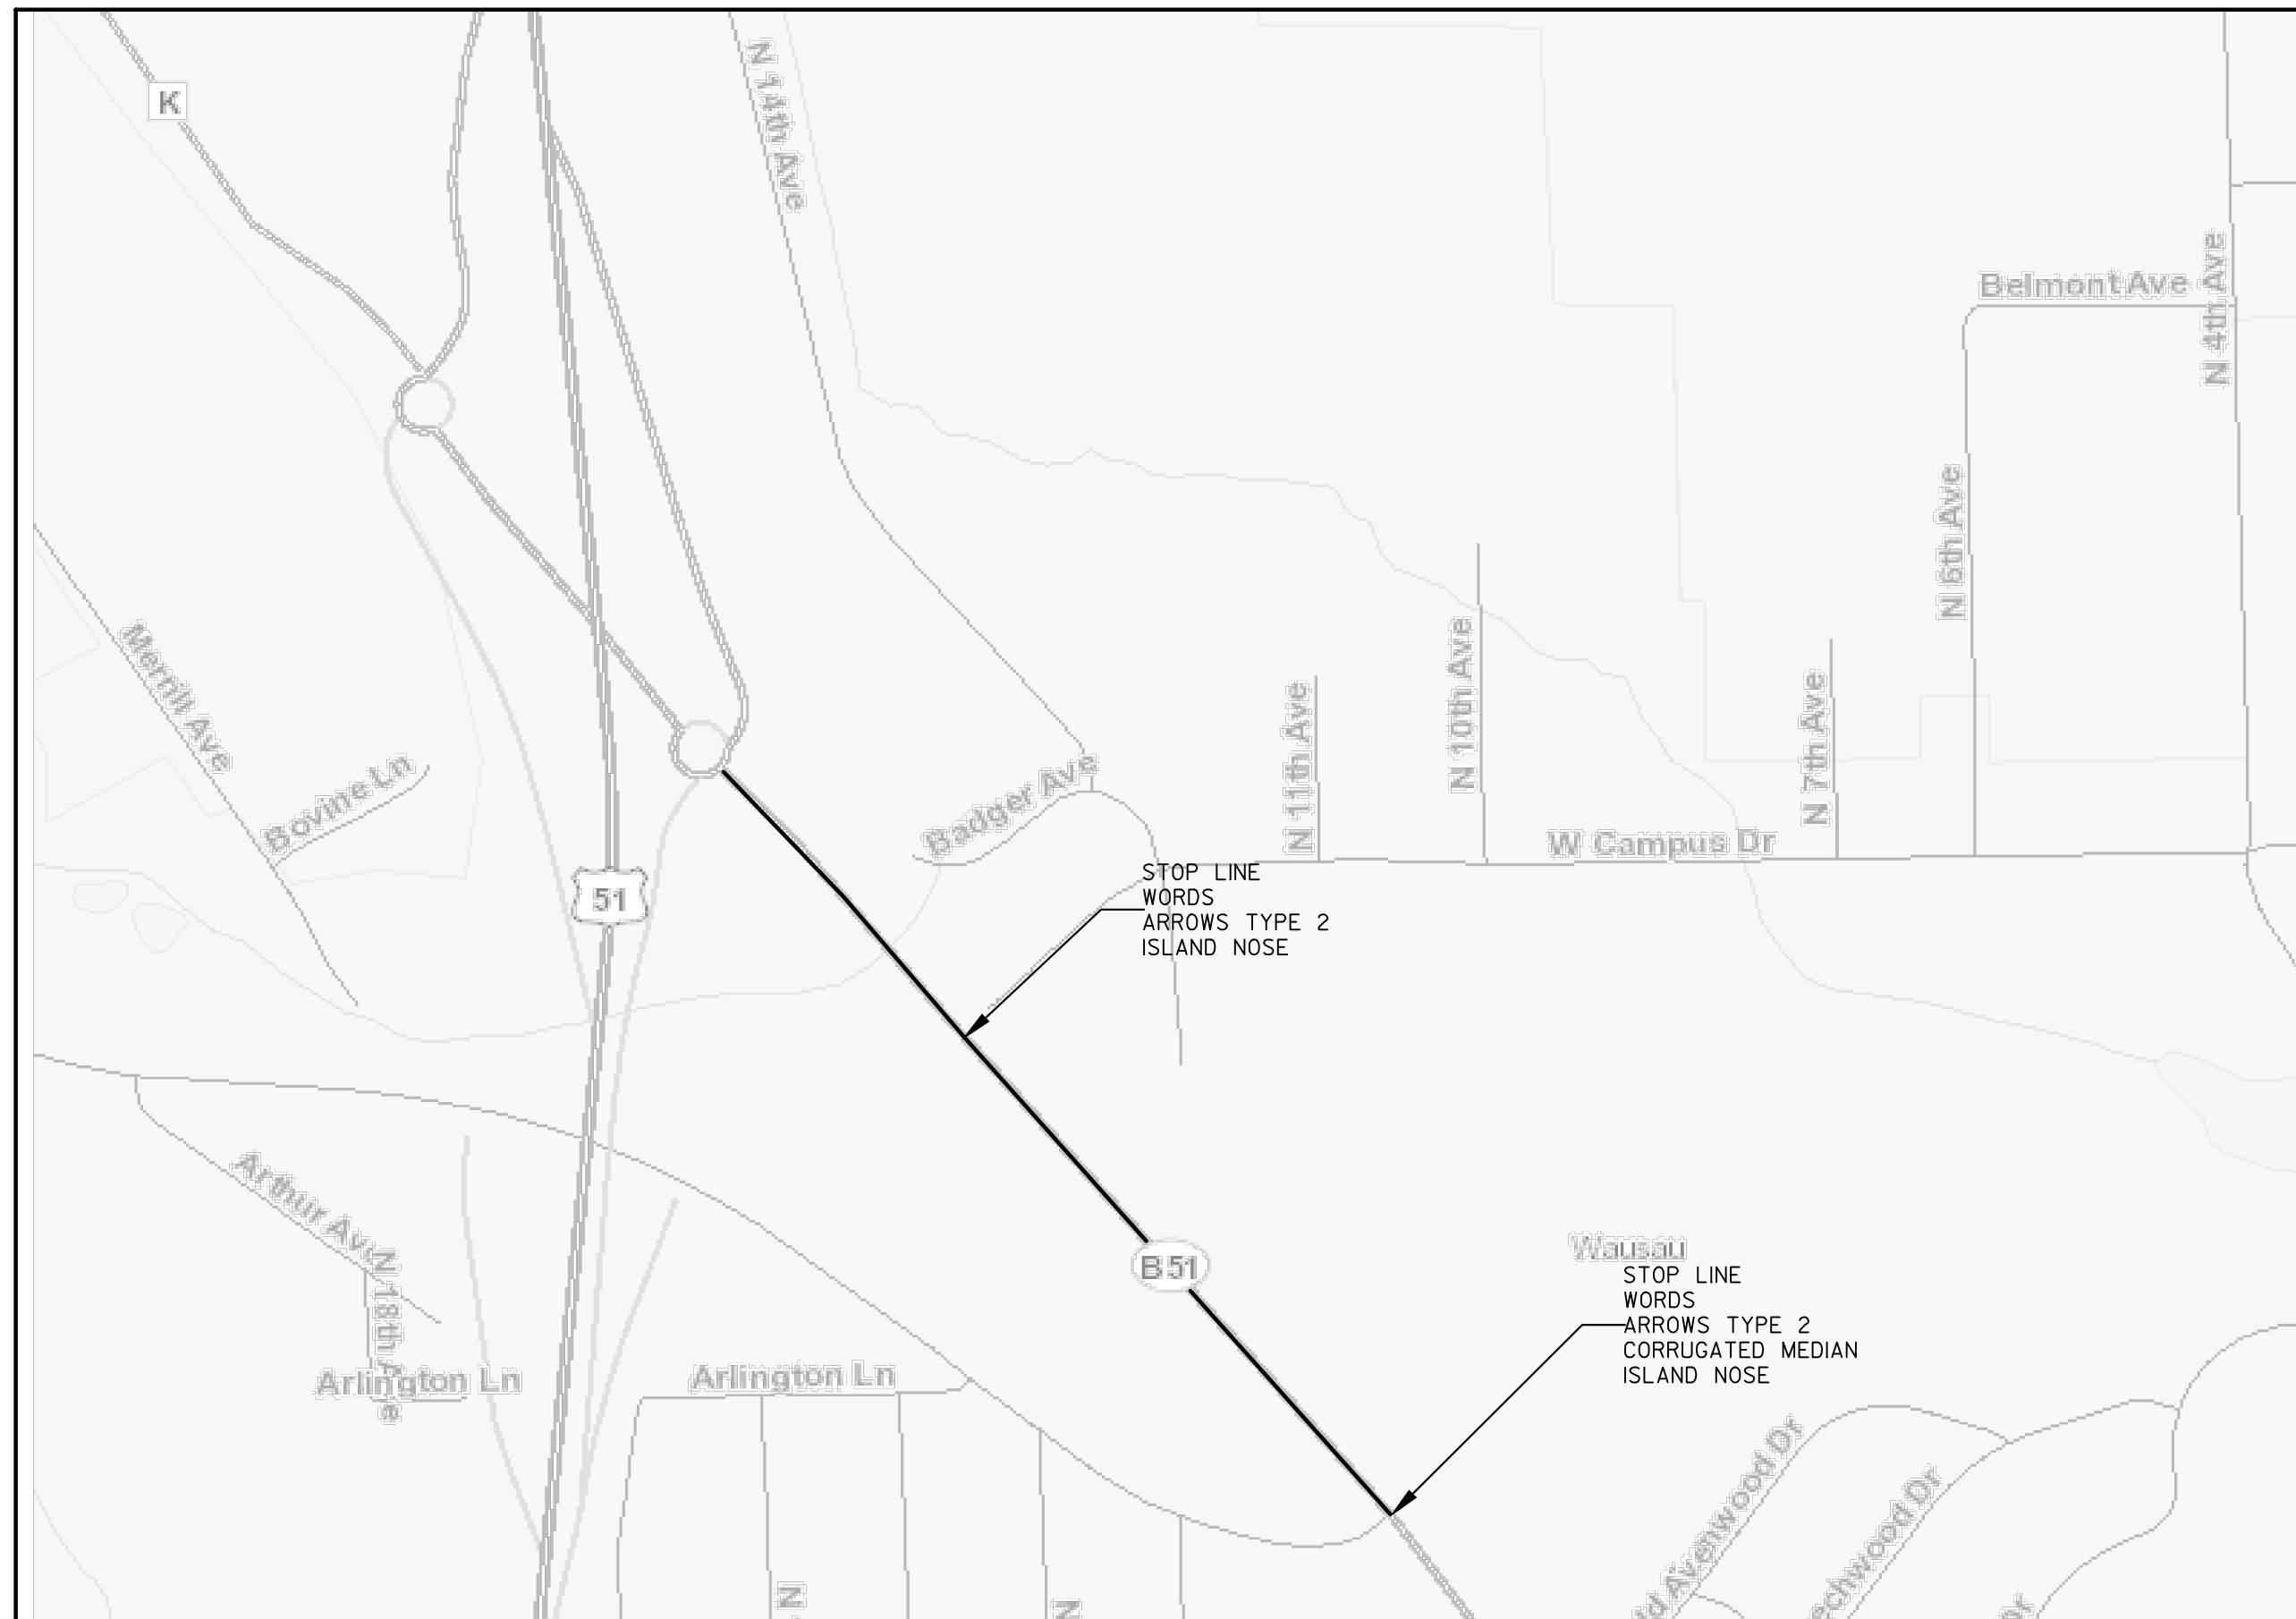 K
N 14th Ave
Belmont Ave
N 4th Ave
N 6th Ave
Merrill Ave
Bovine Ln
Badger Ave
N 11th Ave
N 10th Ave
N 7th Ave
W Campus Dr
51
STOP LINE
WORDS
ARROWS TYPE 2
ISLAND NOSE
Arthur Ave
N 18th
B 51
Wausau
STOP LINE
WORDS
ARROWS TYPE 2
CORRUGATED MEDIAN
ISLAND NOSE
Arlington Ln
Arlington Ln
N
N